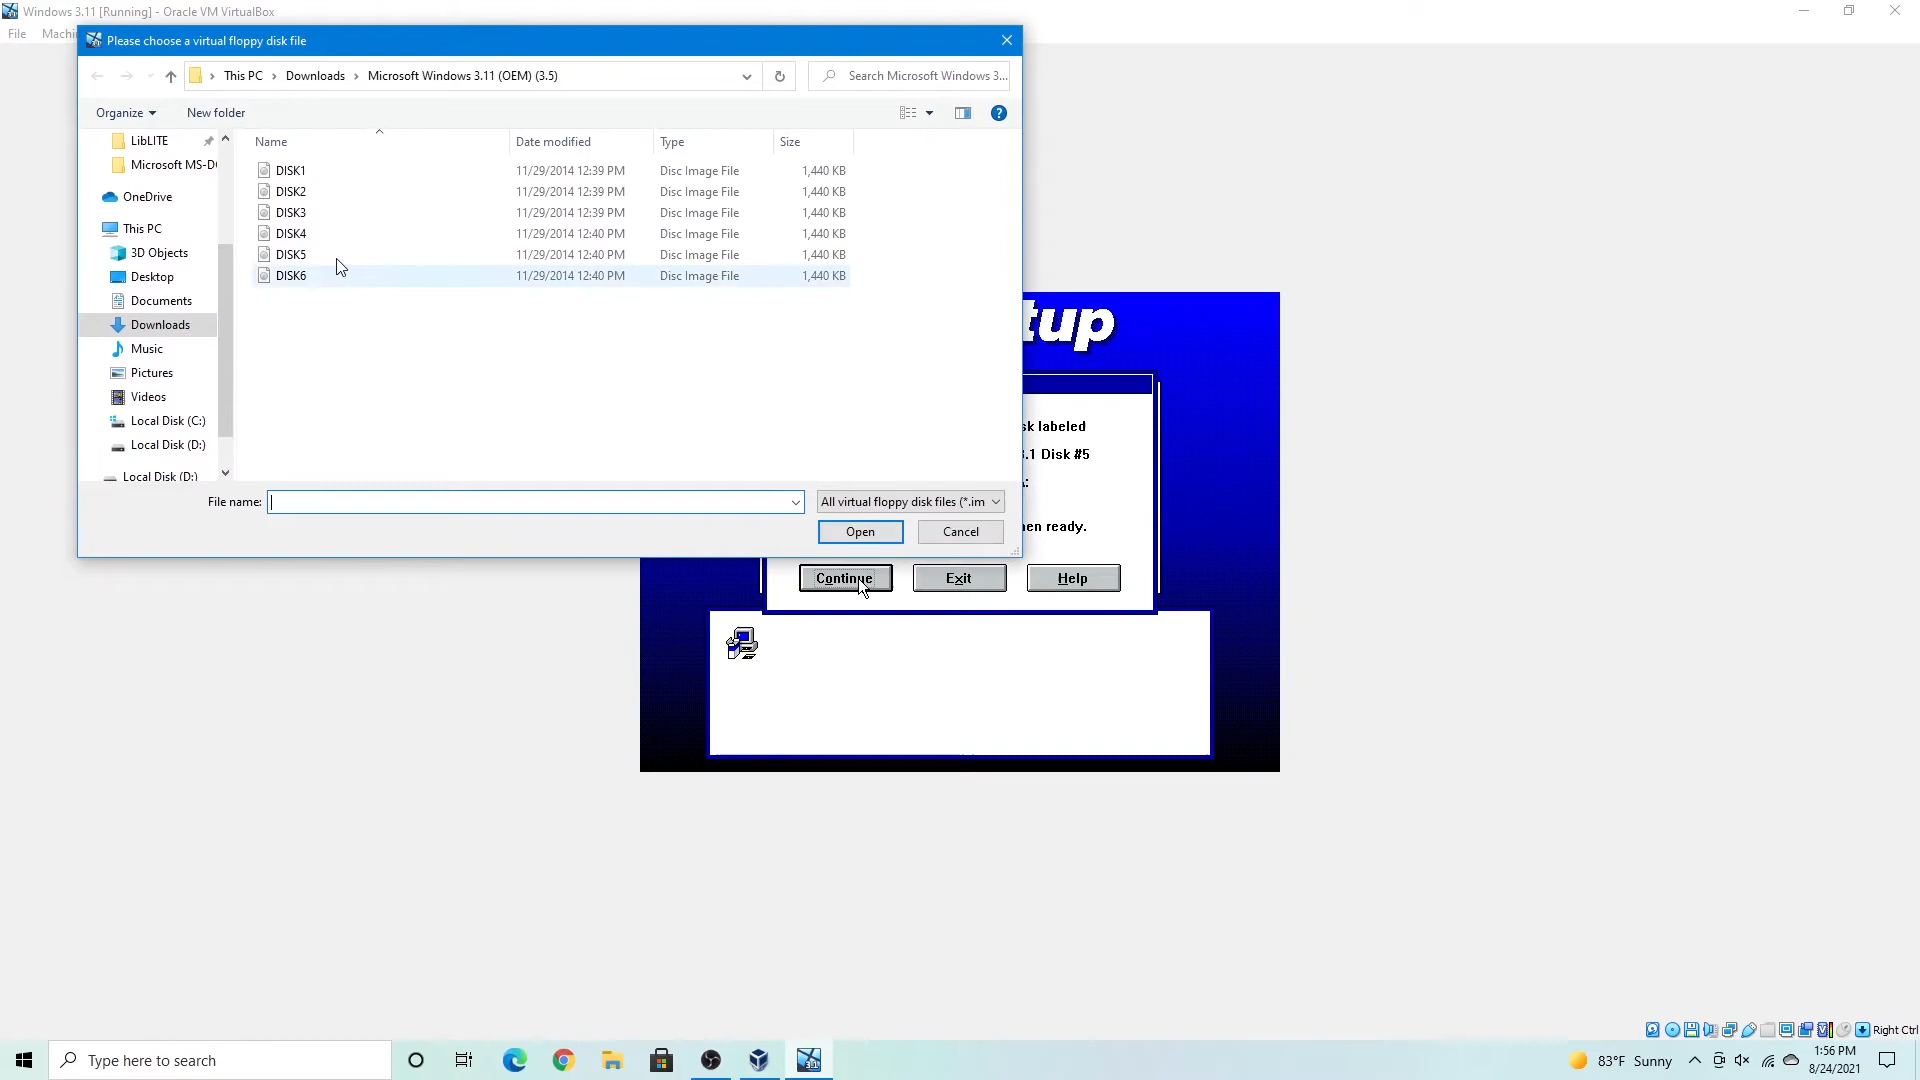 Windows 3.11 [Running] - Oracle VM VirtualBox
File Machi
Please choose a virtual floppy disk file
This PC > Downloads > Microsoft Windows 3.11 (OEM) (3.5)
Search Microsoft Windows 3...
Organize New folder
LibLITE
Microsoft MS-D
OneDrive
This PC
3D Objects
Desktop
Documents
Downloads
Music
Pictures
Videos
Local Disk (C:)
Local Disk (D:)
Local Disk (D:)
Name Date modified Type Size
DISK1 11/29/2014 12:39 PM Disc Image File 1,440 KB
DISK2 11/29/2014 12:39 PM Disc Image File 1,440 KB
DISK3 11/29/2014 12:39 PM Disc Image File 1,440 KB
DISK4 11/29/2014 12:40 PM Disc Image File 1,440 KB
DISK5 11/29/2014 12:40 PM Disc Image File 1,440 KB
DISK6 11/29/2014 12:40 PM Disc Image File 1,440 KB
File name: All virtual floppy disk files (*.im
Open Cancel
tup
sk labeled
.1 Disk #5
:
en ready.
Continue Exit Help
Right Ctrl
Type here to search
83°F Sunny
1:56 PM
8/24/2021